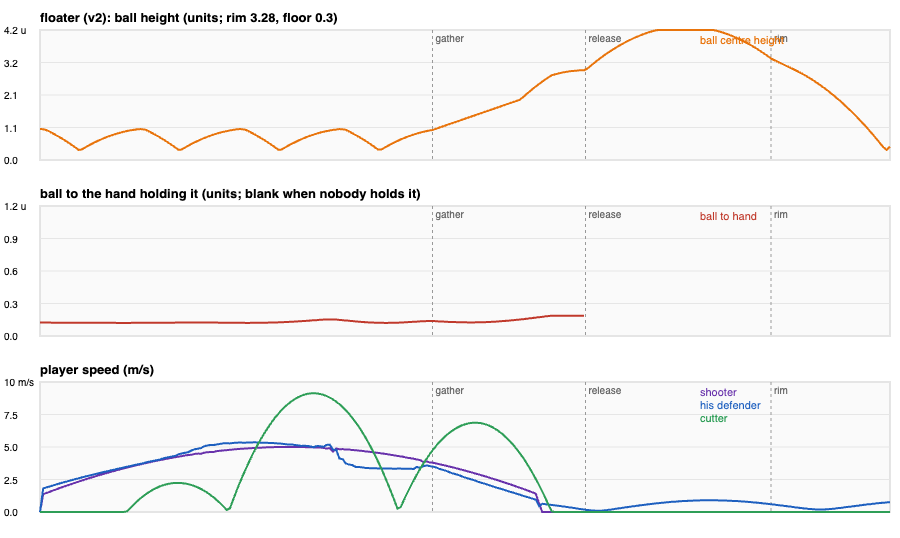 floater (v2): ball height (units; rim 3.28, floor 0.3)
4.2 u
gather
release
ball centre height
rim
3.2
2.1
1.1
0.0
ball to the hand holding it (units; blank when nobody holds it)
1.2 u
gather
release
ball to hand
rim
0.9
0.6
0.3
0.0
player speed (m/s)
10 m/s
gather
release
shooter
rim
his defender
7.5
cutter
5.0
2.5
0.0